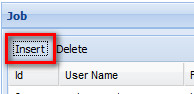 Job
Insert Delete
Id User Name